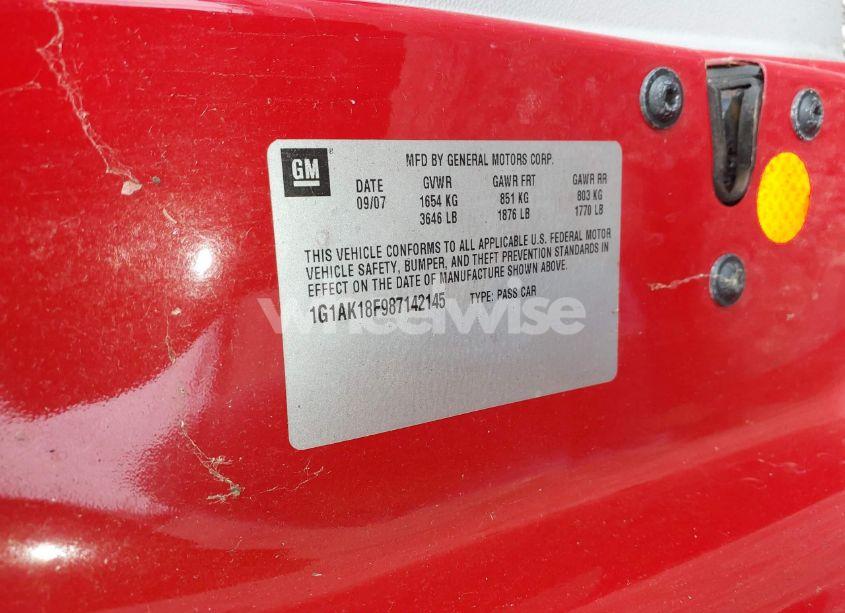 GM ®
MFD BY GENERAL MOTORS CORP.
DATE GVWR GAWR FRT GAWR RR
09/07 1654 KG 851 KG 803 KG
3646 LB 1876 LB 1770 LB
THIS VEHICLE CONFORMS TO ALL APPLICABLE U.S. FEDERAL MOTOR
VEHICLE SAFETY, BUMPER, AND THEFT PREVENTION STANDARDS IN
EFFECT ON THE DATE OF MANUFACTURE SHOWN ABOVE.
1G1AK18F987142145 TYPE: PASS CAR
wheelwise